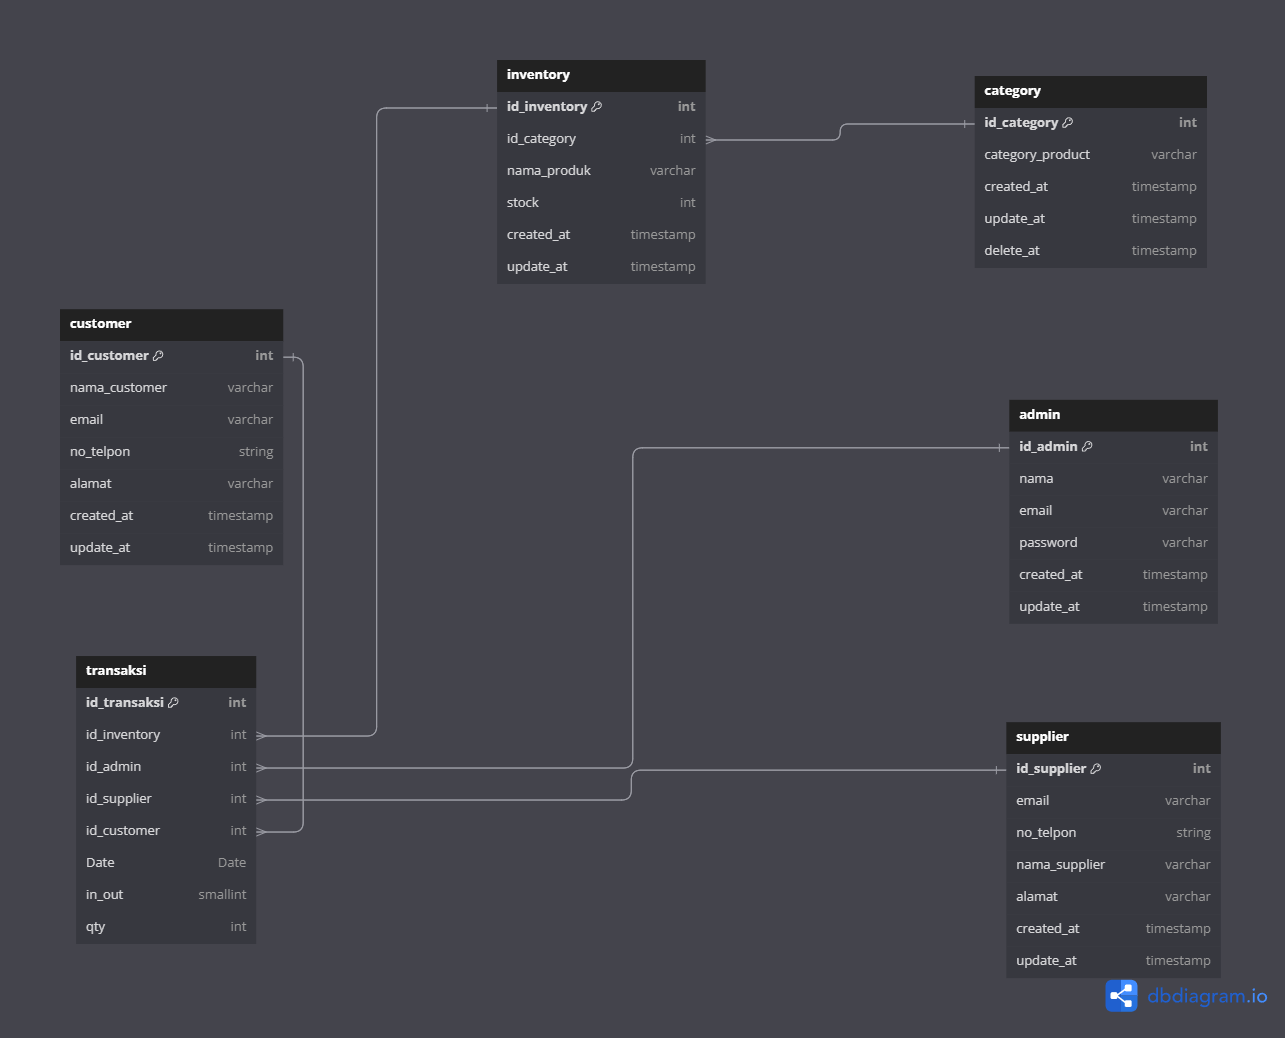 inventory
id_inventory int
id_category int
nama_produk varchar
stock int
created_at timestamp
update_at timestamp
category
id_category int
category_product varchar
created_at timestamp
update_at timestamp
delete_at timestamp
customer
id_customer int
nama_customer varchar
email varchar
no_telpon string
alamat varchar
created_at timestamp
update_at timestamp
admin
id_admin int
nama varchar
email varchar
password varchar
created_at timestamp
update_at timestamp
transaksi
id_transaksi int
id_inventory int
id_admin int
id_supplier int
id_customer int
Date Date
in_out smallint
qty int
supplier
id_supplier int
email varchar
no_telpon string
nama_supplier varchar
alamat varchar
created_at timestamp
update_at timestamp
dbdiagram.io